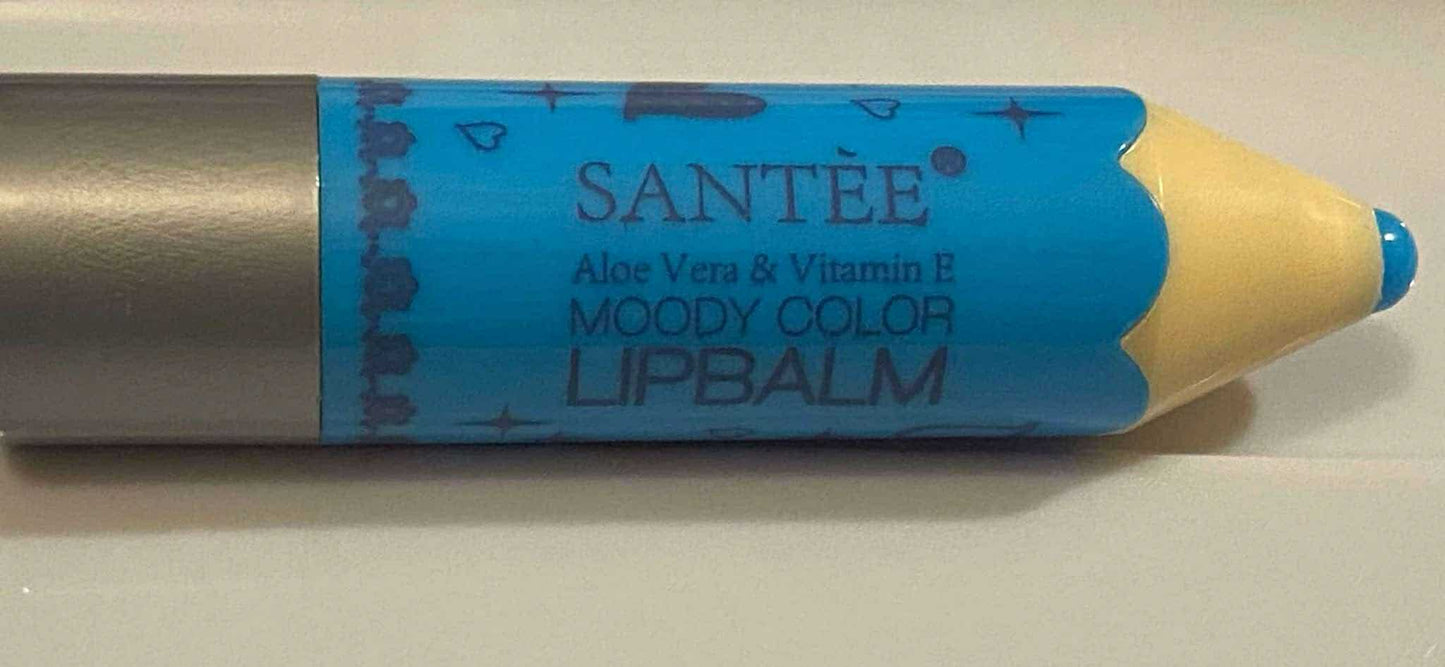 SANTÈE
Aloe Vera & Vitamin E
MOODY COLOR
LIPBALM